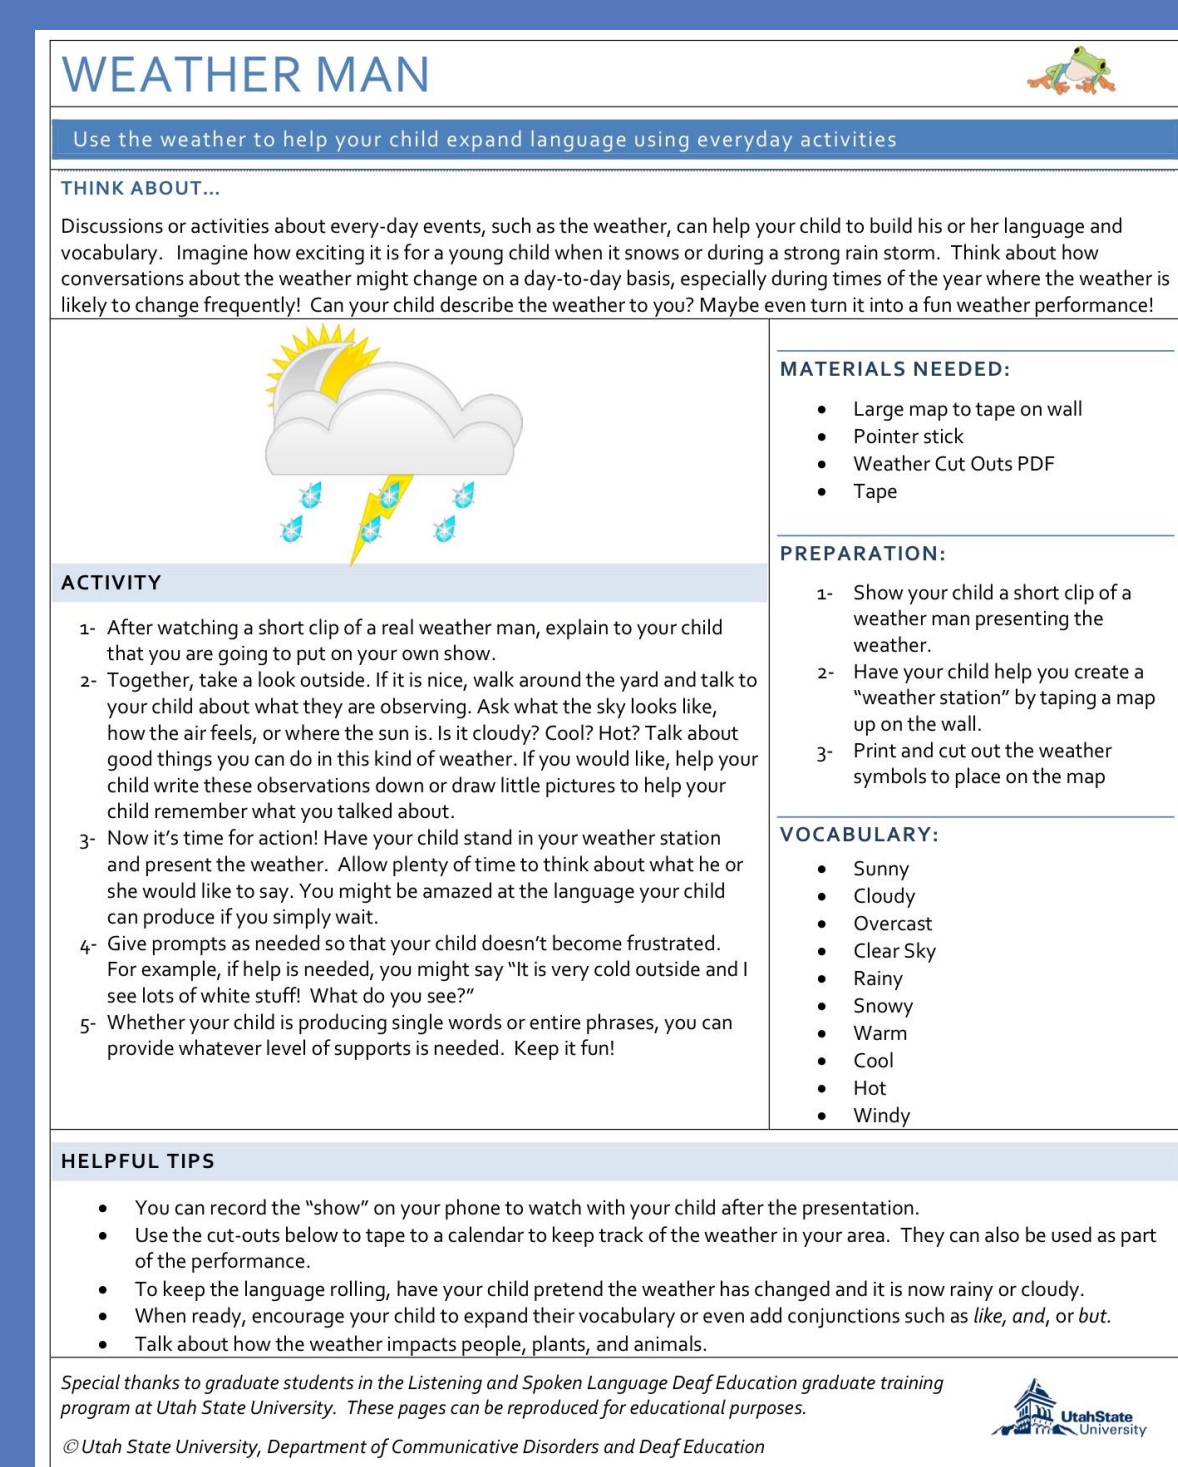 WEATHER MAN
Use the weather to help your child expand language using everyday activities
THINK ABOUT…
Discussions or activities about every-day events, such as the weather, can help your child to build his or her language and
vocabulary.   Imagine how exciting it is for a young child when it snows or during a strong rain storm.  Think about how
conversations about the weather might change on a day-to-day basis, especially during times of the year where the weather is
likely to change frequently!  Can your child describe the weather to you? Maybe even turn it into a fun weather performance!
ACTIVITY
1- After watching a short clip of a real weather man, explain to your child
that you are going to put on your own show.
2- Together, take a look outside. If it is nice, walk around the yard and talk to
your child about what they are observing. Ask what the sky looks like,
how the air feels, or where the sun is. Is it cloudy? Cool? Hot? Talk about
good things you can do in this kind of weather. If you would like, help your
child write these observations down or draw little pictures to help your
child remember what you talked about.
3- Now it’s time for action! Have your child stand in your weather station
and present the weather.  Allow plenty of time to think about what he or
she would like to say. You might be amazed at the language your child
can produce if you simply wait.
4- Give prompts as needed so that your child doesn’t become frustrated.
For example, if help is needed, you might say “It is very cold outside and I
see lots of white stuff!  What do you see?”
5- Whether your child is producing single words or entire phrases, you can
provide whatever level of supports is needed.  Keep it fun!
MATERIALS NEEDED:
• Large map to tape on wall
• Pointer stick
• Weather Cut Outs PDF
• Tape
PREPARATION:
1- Show your child a short clip of a
weather man presenting the
weather.
2- Have your child help you create a
“weather station” by taping a map
up on the wall.
3- Print and cut out the weather
symbols to place on the map
VOCABULARY:
• Sunny
• Cloudy
• Overcast
• Clear Sky
• Rainy
• Snowy
• Warm
• Cool
• Hot
• Windy
HELPFUL TIPS
• You can record the “show” on your phone to watch with your child after the presentation.
• Use the cut-outs below to tape to a calendar to keep track of the weather in your area.  They can also be used as part
of the performance.
• To keep the language rolling, have your child pretend the weather has changed and it is now rainy or cloudy.
• When ready, encourage your child to expand their vocabulary or even add conjunctions such as like, and, or but.
• Talk about how the weather impacts people, plants, and animals.
Special thanks to graduate students in the Listening and Spoken Language Deaf Education graduate training
program at Utah State University.  These pages can be reproduced for educational purposes.
© Utah State University, Department of Communicative Disorders and Deaf Education
UtahState
University